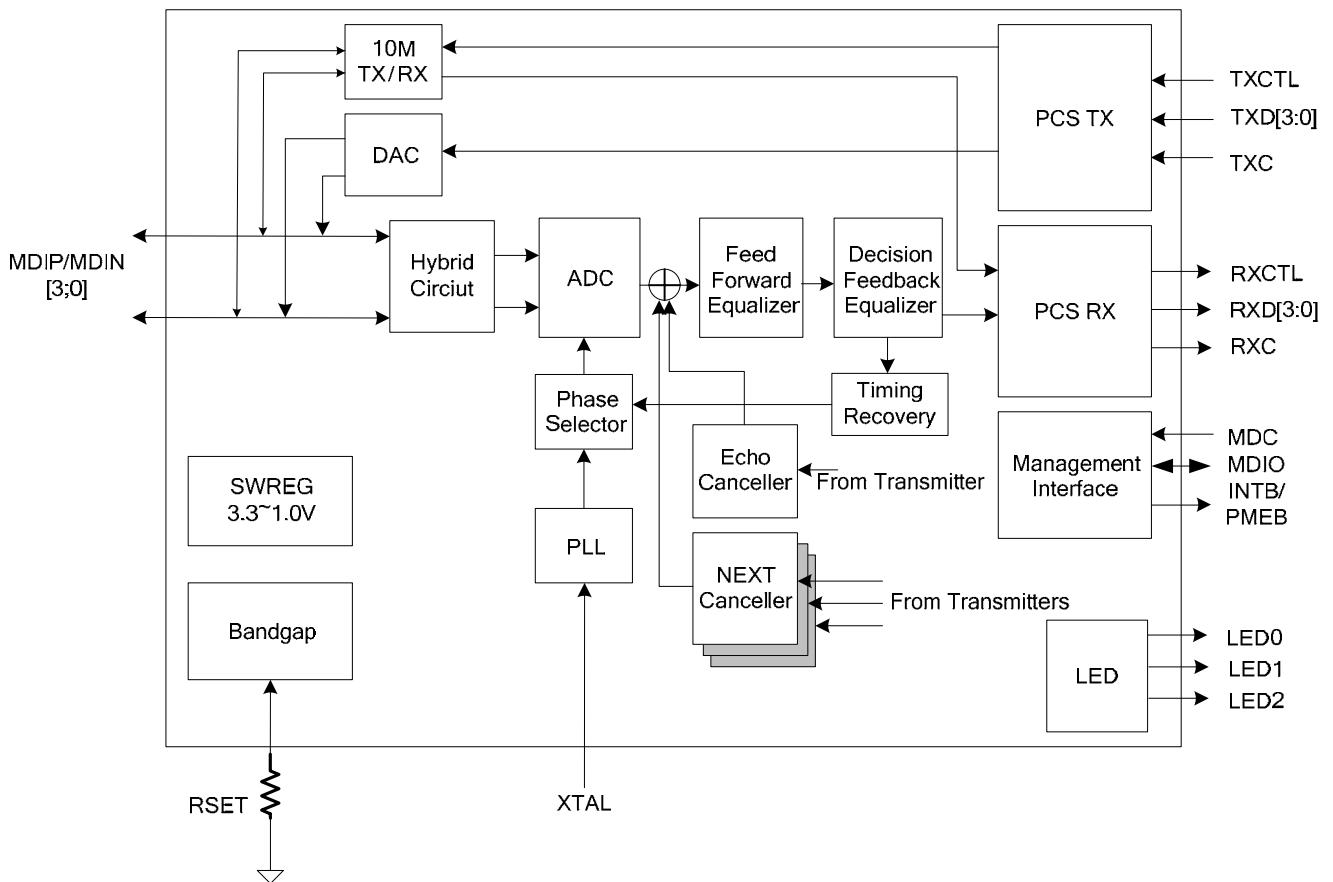 10M
TX/RX
DAC
PCS TX
TXCTL
TXD[3:0]
TXC
MDIP/MDIN
[3;0]
Hybrid
Circiut
ADC
Feed
Forward
Equalizer
Decision
Feedback
Equalizer
PCS RX
RXCTL
RXD[3:0]
RXC
Phase
Selector
Timing
Recovery
Echo
Canceller
From Transmitter
Management
Interface
MDC
MDIO
INTB/
PMEB
SWREG
3.3~1.0V
PLL
NEXT
Canceller
From Transmitters
Bandgap
LED
LED0
LED1
LED2
RSET
XTAL